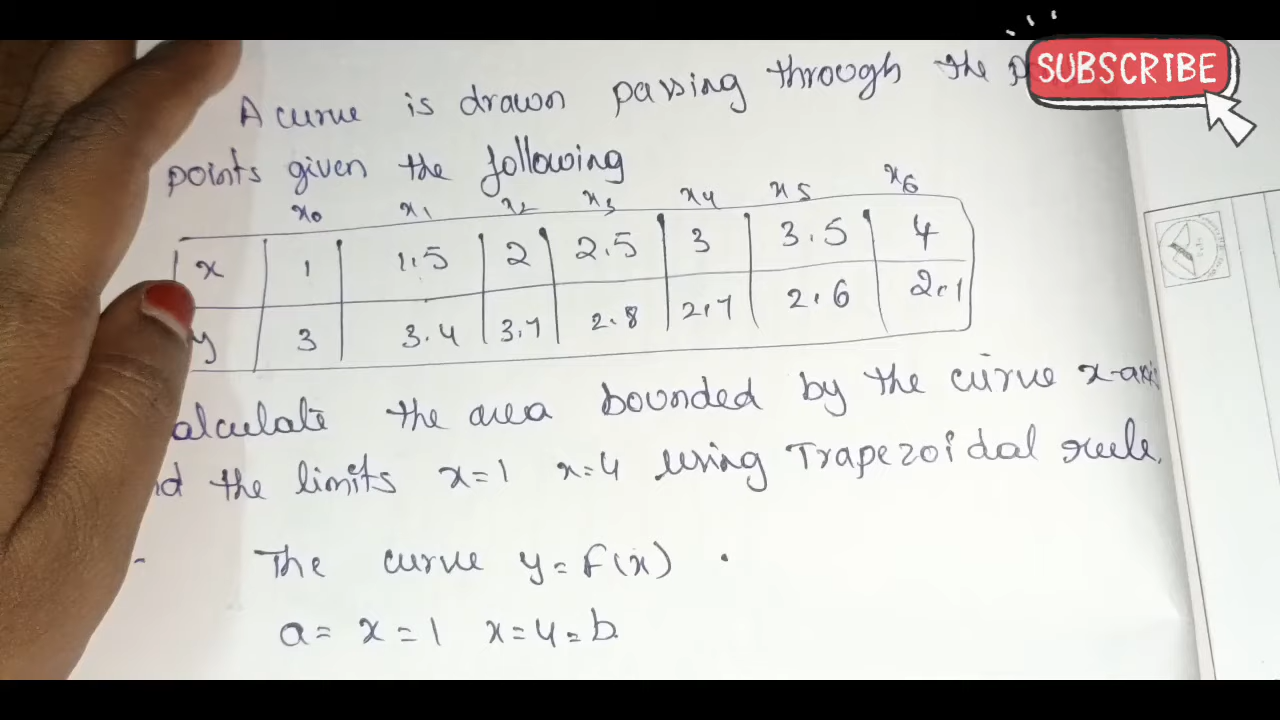 A curve is drawn passing through the
SUBSCRIBE
points given the following
x0 x1 x2 x3 x4 x5 x6
x 1 1.5 2 2.5 3 3.5 4
y 3 3.4 3.7 2.8 2.7 2.6 2.1
alculate the area bounded by the curve x-axis
nd the limits x=1 x=4 using Trapezoidal rule.
The curve y=f(x) .
a= x=1 x=4=b